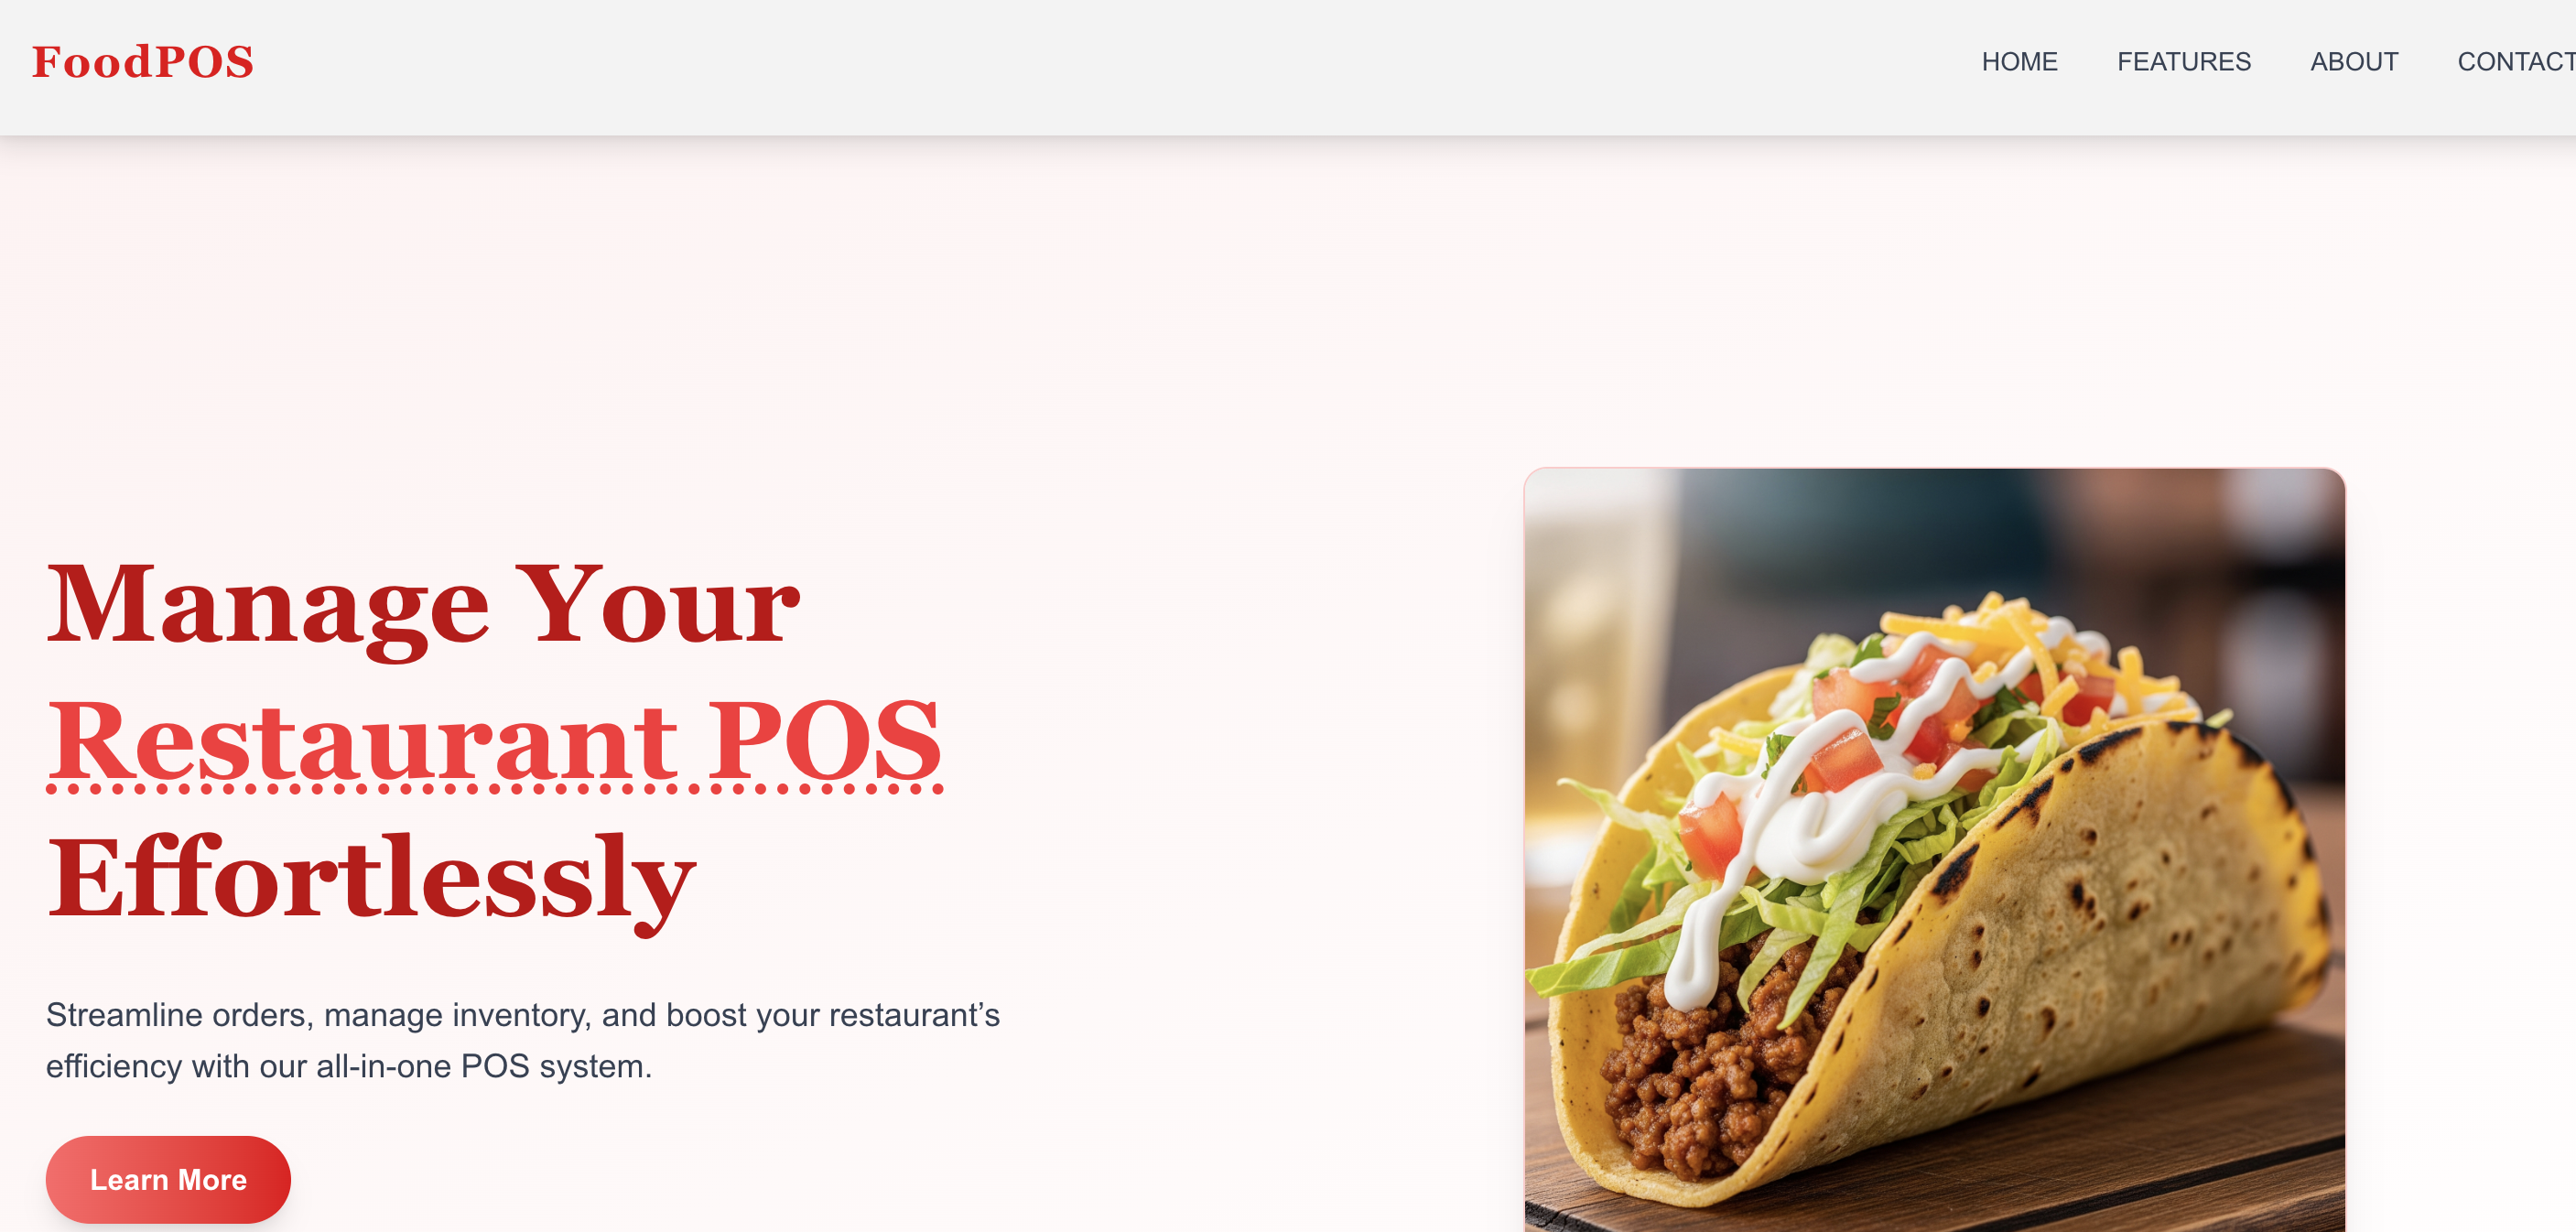 FoodPOS
HOME FEATURES ABOUT CONTACT
Manage Your
Restaurant POS
Effortlessly
Streamline orders, manage inventory, and boost your restaurant’s
efficiency with our all-in-one POS system.
Learn More